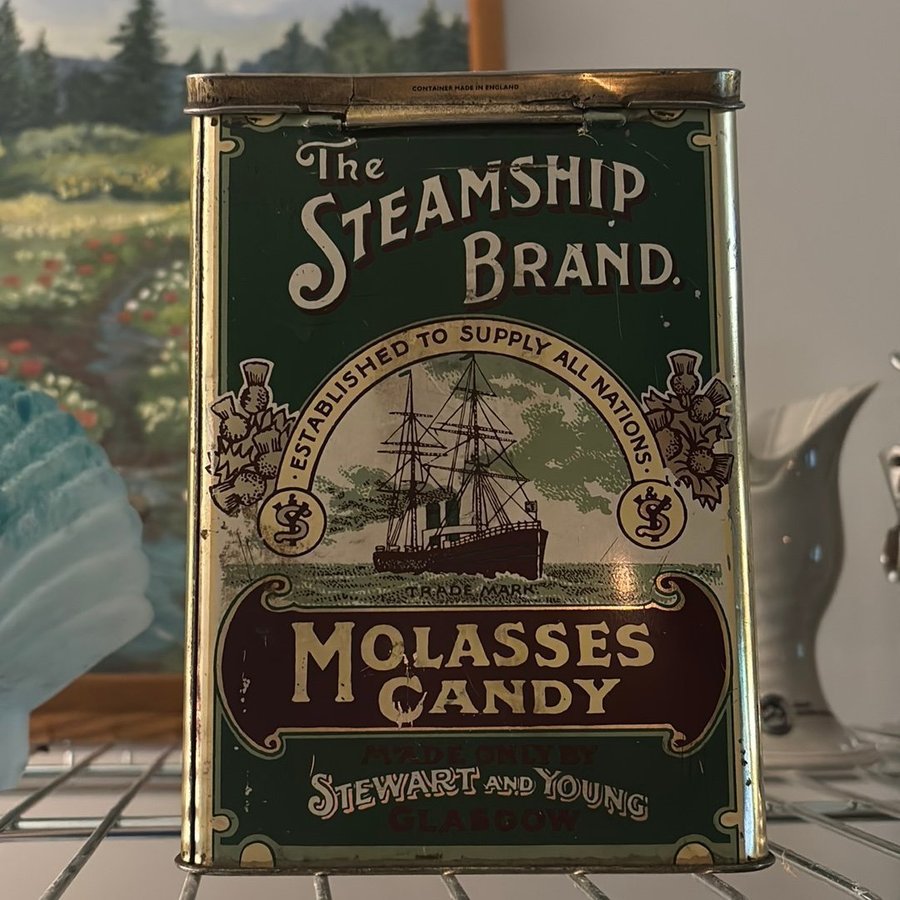 CONTAINER MADE IN ENGLAND
The
STEAMSHIP
BRAND.
· ESTABLISHED TO SUPPLY ALL NATIONS ·
TRADE MARK
MOLASSES
CANDY
MADE ONLY BY
STEWART AND YOUNG
GLASGOW